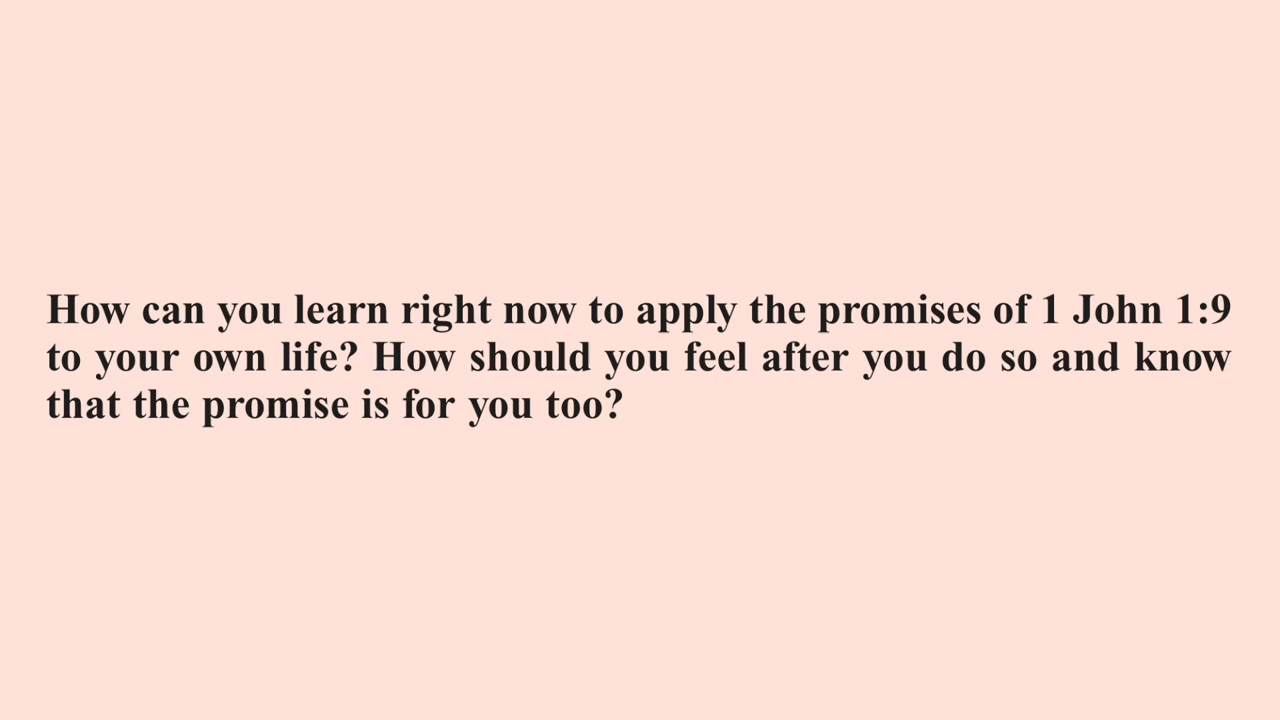 How can you learn right now to apply the promises of 1 John 1:9
to your own life? How should you feel after you do so and know
that the promise is for you too?